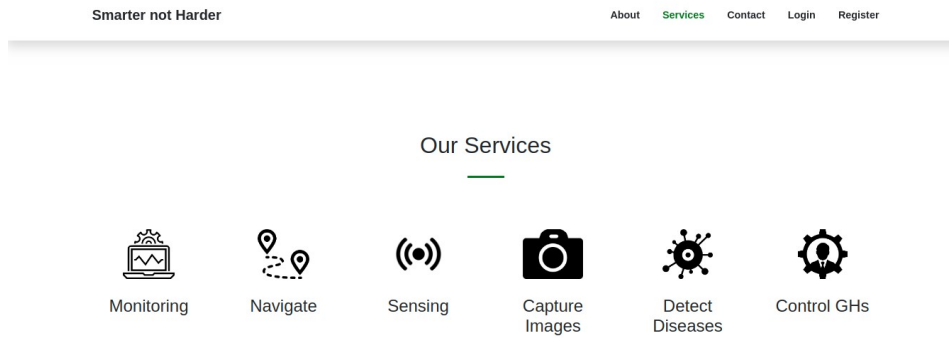 Smarter not Harder
About Services Contact Login Register
Our Services
Monitoring
Navigate
Sensing
Capture
Images
Detect
Diseases
Control GHs